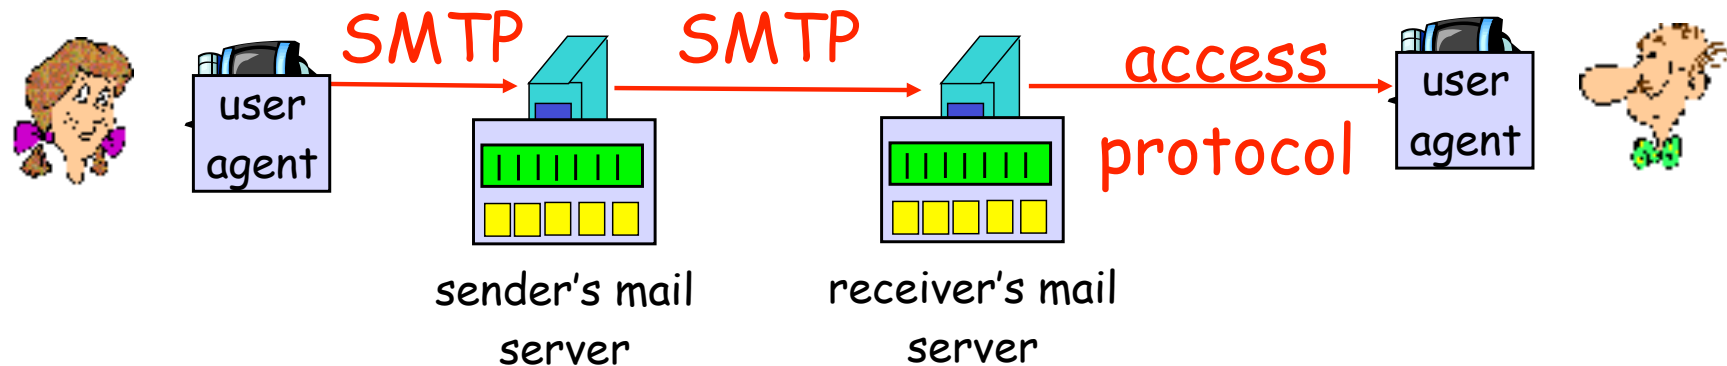 SMTP
SMTP
access
protocol
user
agent
user
agent
sender's mail
server
receiver's mail
server